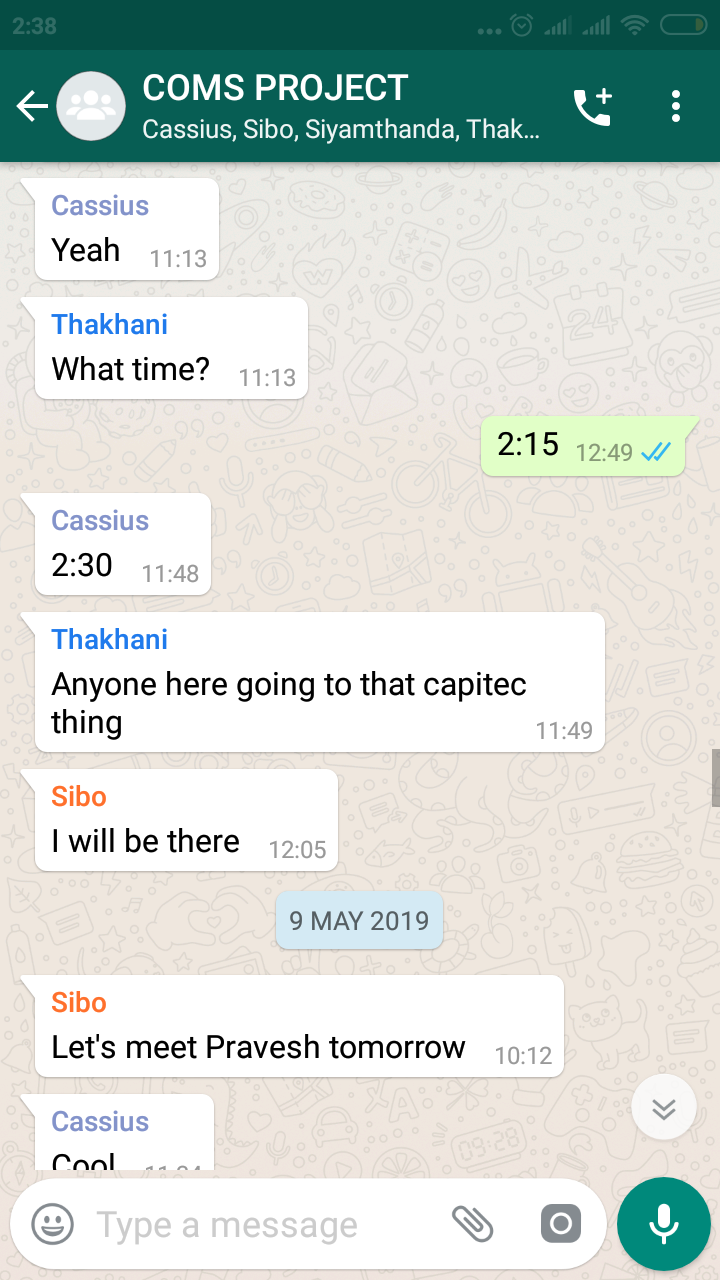 2:38
COMS PROJECT
Cassius, Sibo, Siyamthanda, Thak...
Cassius
Yeah 11:13
Thakhani
What time? 11:13
2:15 12:49
Cassius
2:30 11:48
Thakhani
Anyone here going to that capitec
thing 11:49
Sibo
I will be there 12:05
9 MAY 2019
Sibo
Let's meet Pravesh tomorrow 10:12
Cassius
Cool
Type a message